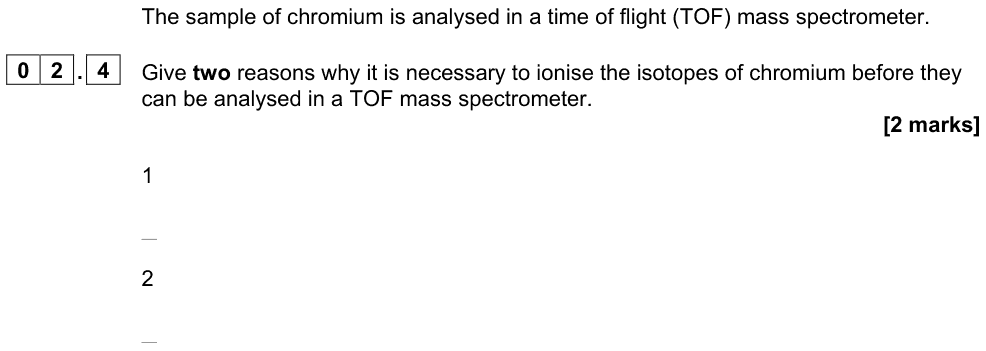 The sample of chromium is analysed in a time of flight (TOF) mass spectrometer.
0 2 . 4 Give two reasons why it is necessary to ionise the isotopes of chromium before they
can be analysed in a TOF mass spectrometer.
[2 marks]
1
2